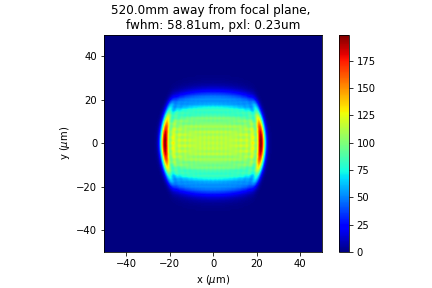 520.0mm away from focal plane,
fwhm: 58.81um, pxl: 0.23um
40
20
0
−20
−40
y (μm)
−40 −20 0 20 40
x (μm)
175
150
125
100
75
50
25
0